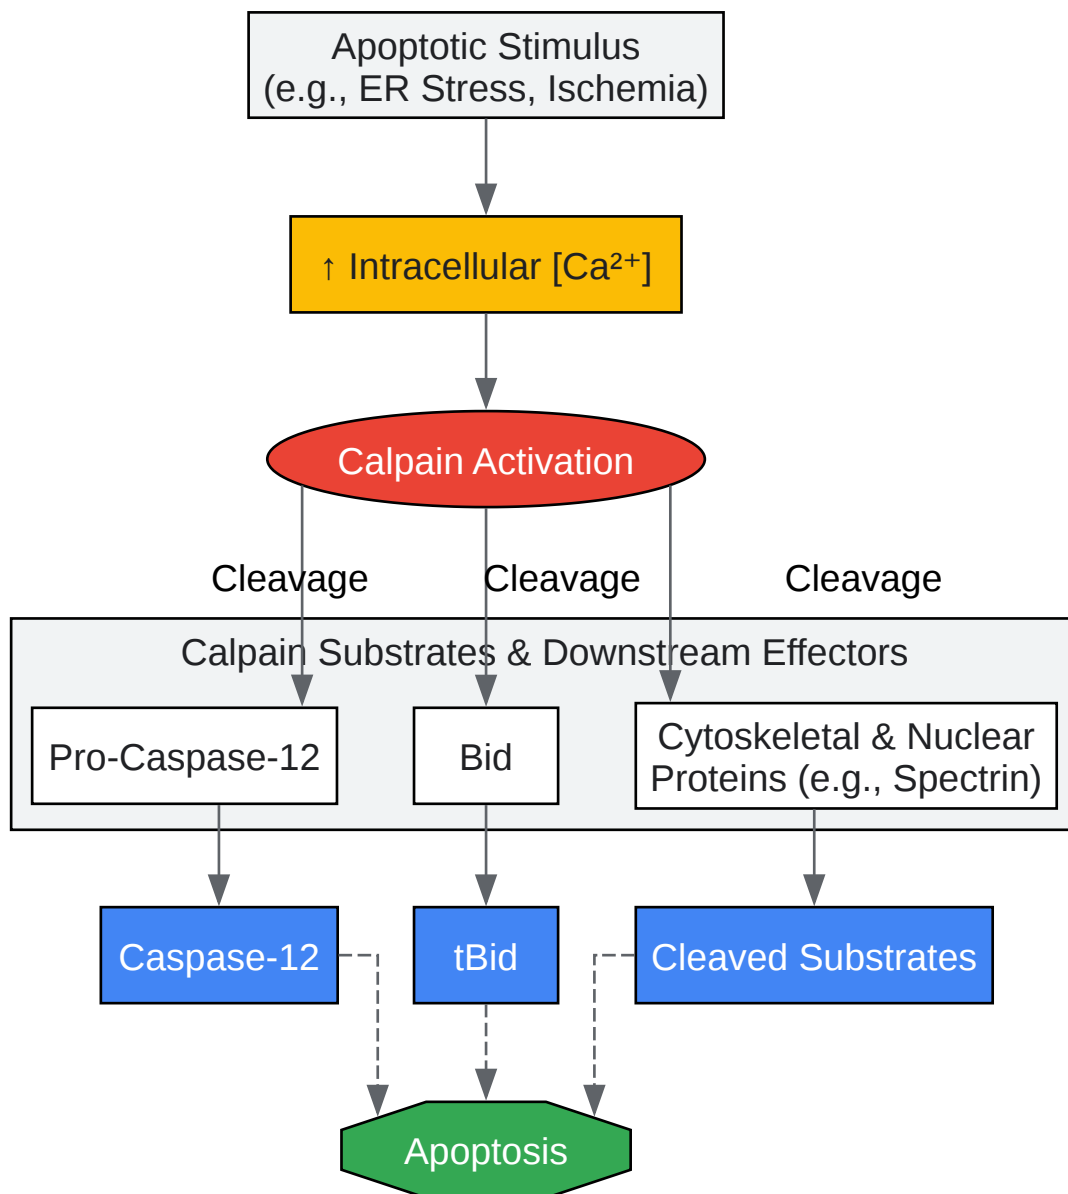 Apoptotic Stimulus
(e.g., ER Stress, Ischemia)
↑ Intracellular [Ca²⁺]
Calpain Activation
Cleavage
Cleavage
Cleavage
Calpain Substrates & Downstream Effectors
Pro-Caspase-12
Bid
Cytoskeletal & Nuclear
Proteins (e.g., Spectrin)
Caspase-12
tBid
Cleaved Substrates
Apoptosis